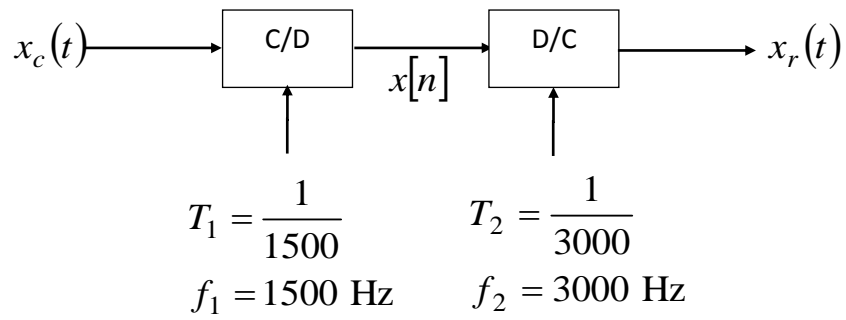 x_c(t) C/D x[n] D/C x_r(t)
T_1 = 1/1500 T_2 = 1/3000
f_1 = 1500 Hz f_2 = 3000 Hz